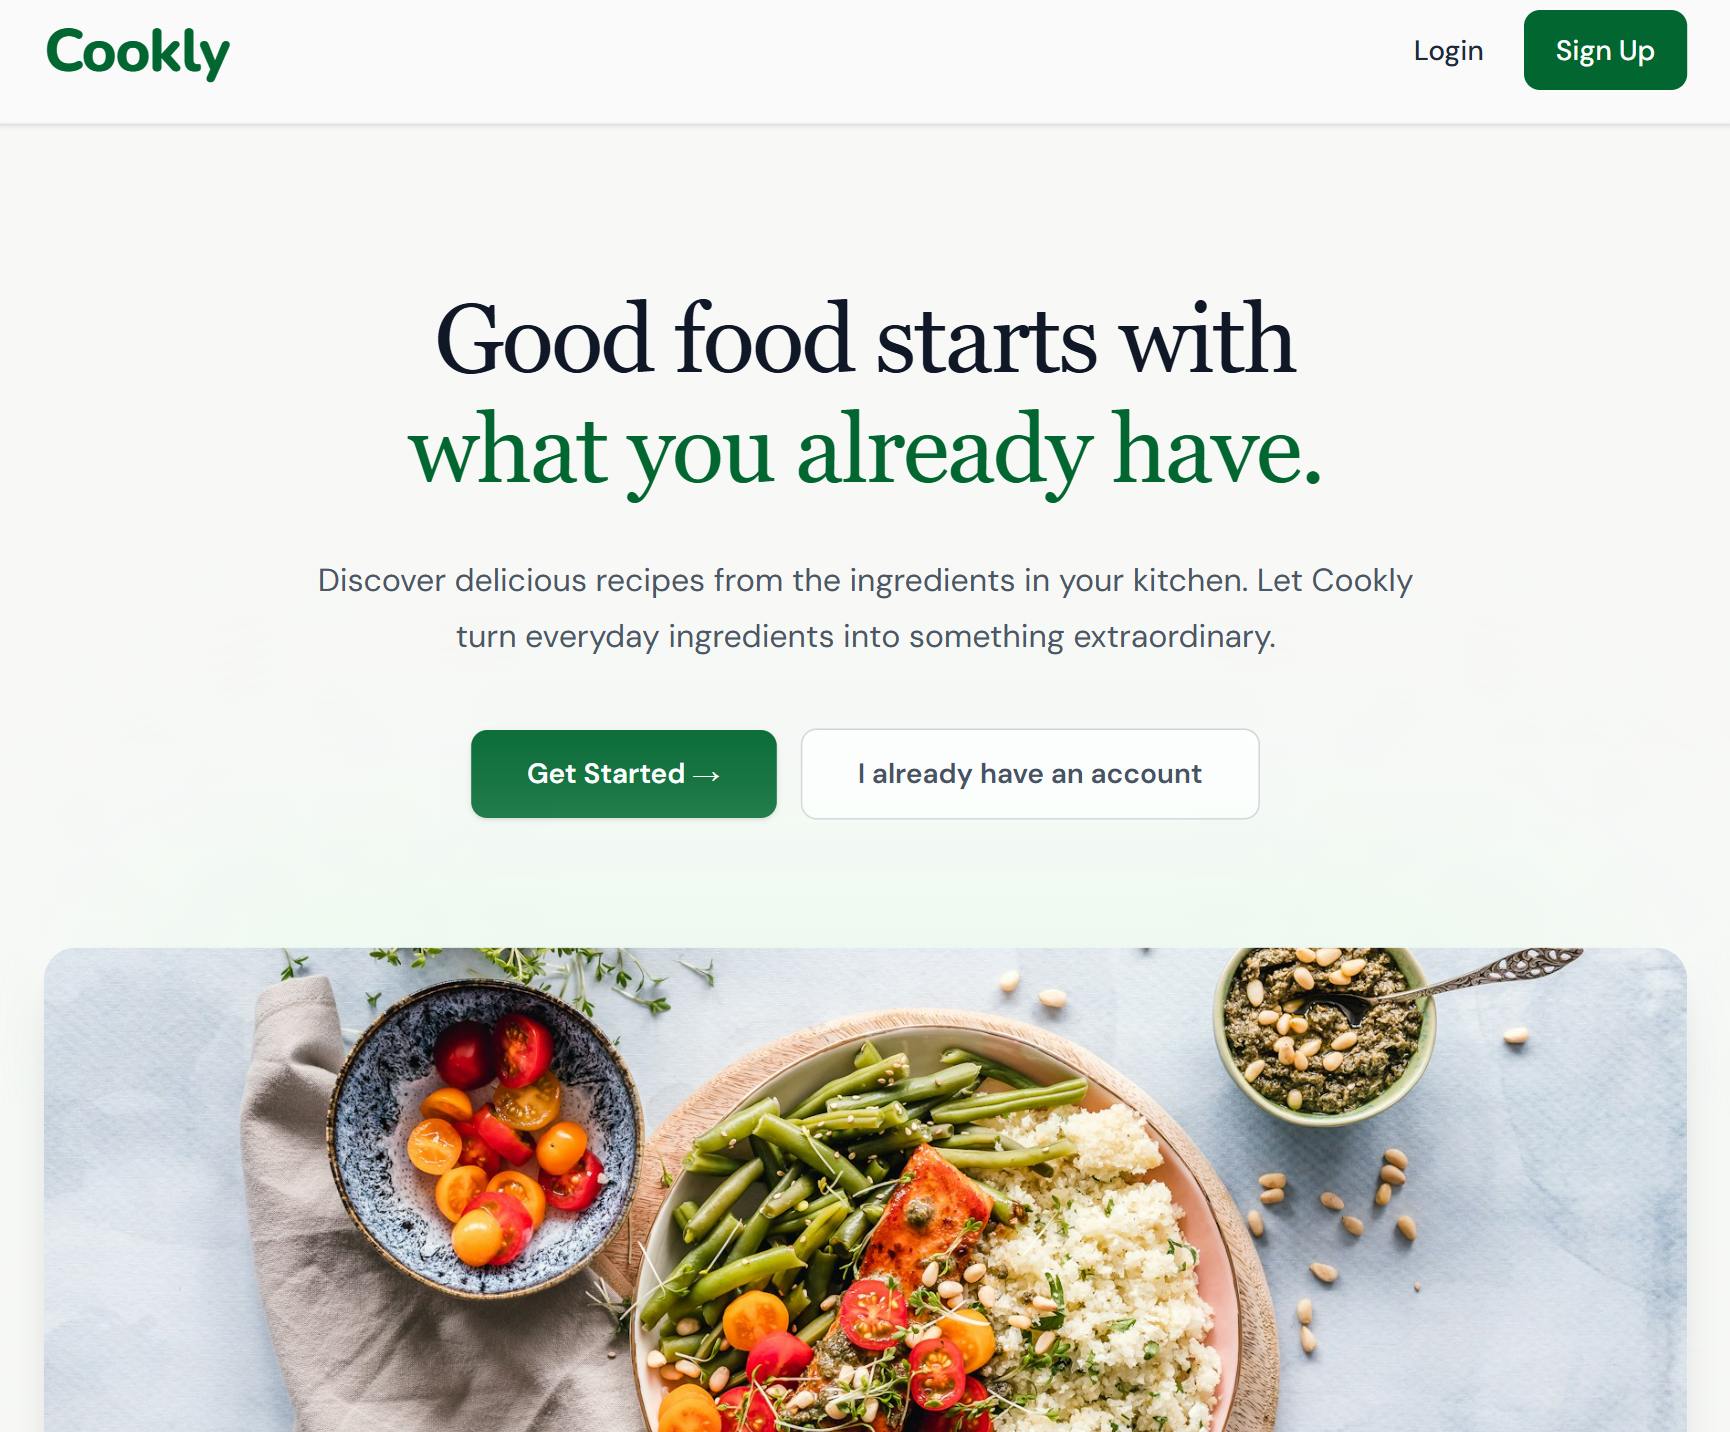 Cookly
Login
Sign Up
Good food starts with
what you already have.
Discover delicious recipes from the ingredients in your kitchen. Let Cookly
turn everyday ingredients into something extraordinary.
Get Started →
I already have an account